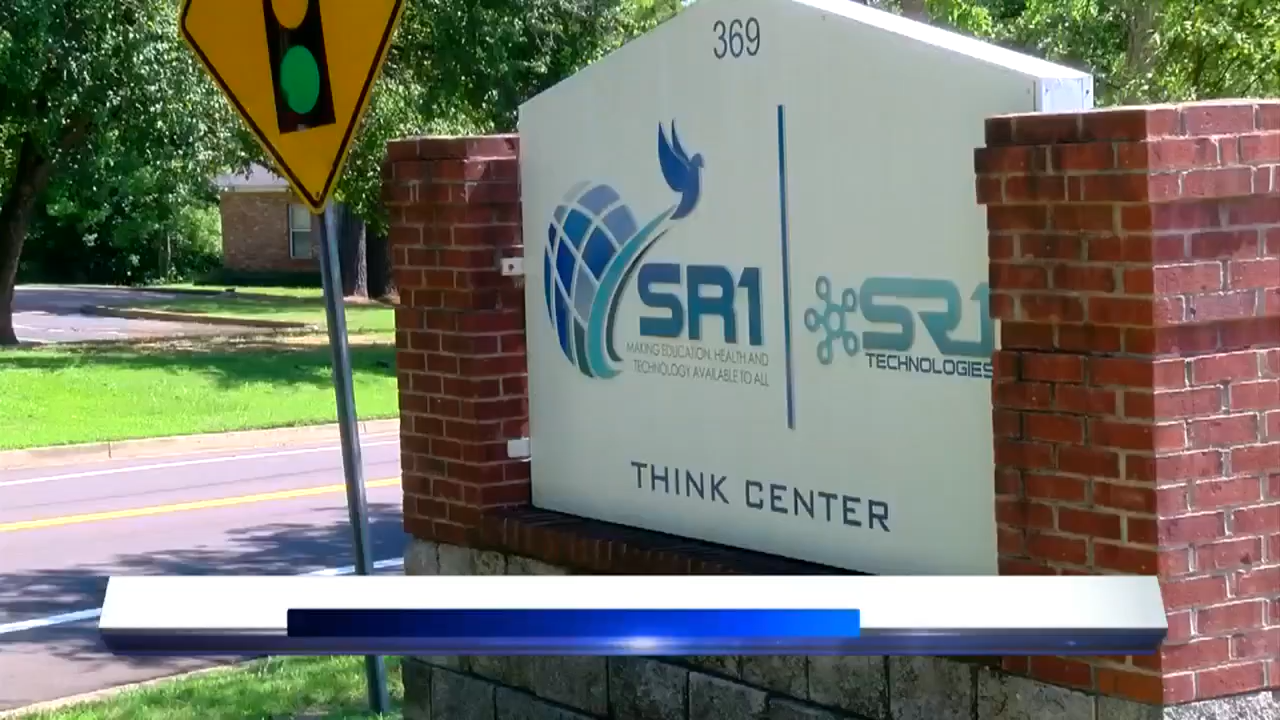 369
SR1
MAKING EDUCATION, HEALTH AND
TECHNOLOGY AVAILABLE TO ALL
SR1
TECHNOLOGIES
THINK CENTER